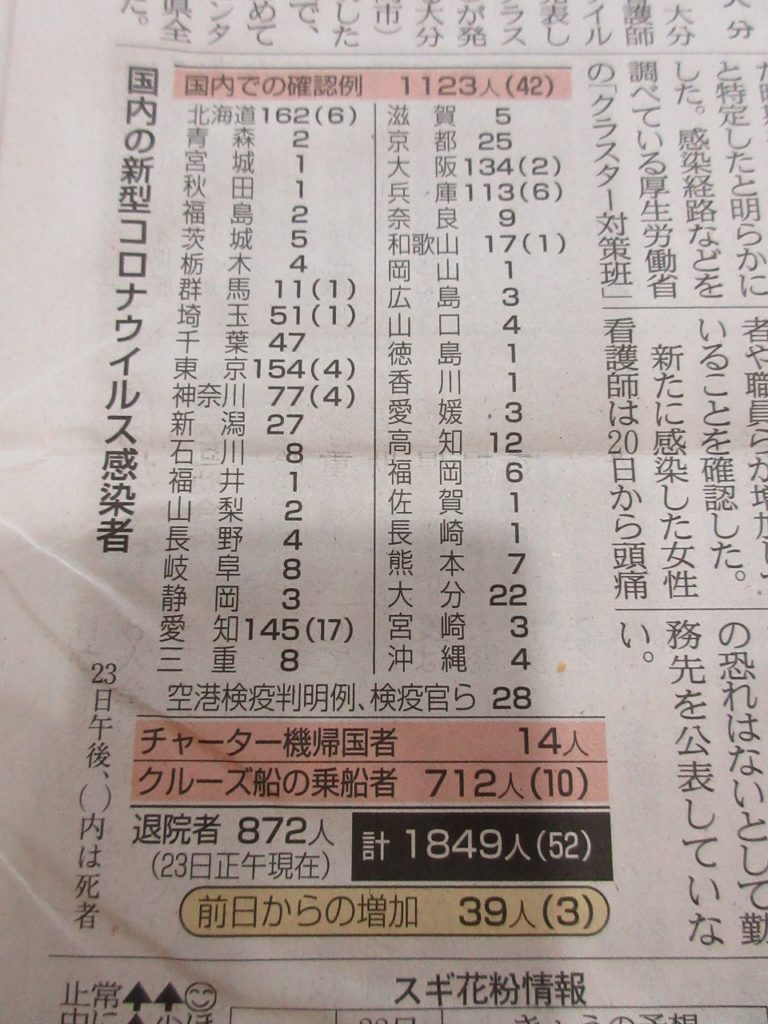 国内の新型コロナウイルス感染者
23日午後、()内は死者
国内での確認例 1123人(42)
北海道 162(6)
青森 2
宮城 1
秋田 1
福島 2
茨城 5
栃木 4
群馬 11(1)
埼玉 51(1)
千葉 47
東京 154(4)
神奈川 77(4)
新潟 27
石川 8
福井 1
山梨 2
長野 4
岐阜 8
静岡 3
愛知 145(17)
三重 8
滋賀 5
京都 25
大阪 134(2)
兵庫 113(6)
奈良 9
和歌山 17(1)
岡山 1
広島 3
山口 4
徳島 1
香川 1
愛媛 3
高知 12
福岡 6
佐賀 1
長崎 1
熊本 7
大分 22
宮崎 3
沖縄 4
空港検疫判明例、検疫官ら 28
チャーター機帰国者 14人
クルーズ船の乗船者 712人(10)
退院者 872人
(23日正午現在)
計 1849人(52)
前日からの増加 39人(3)
と特定したと明らかに
した。感染経路などを
調べている厚生労働省
の「クラスター対策班」
者や職員らが増加し
いることを確認した。
新たに感染した女性
看護師は20日から頭痛
の恐れはないとして勤
務先を公表していな
い。
スギ花粉情報